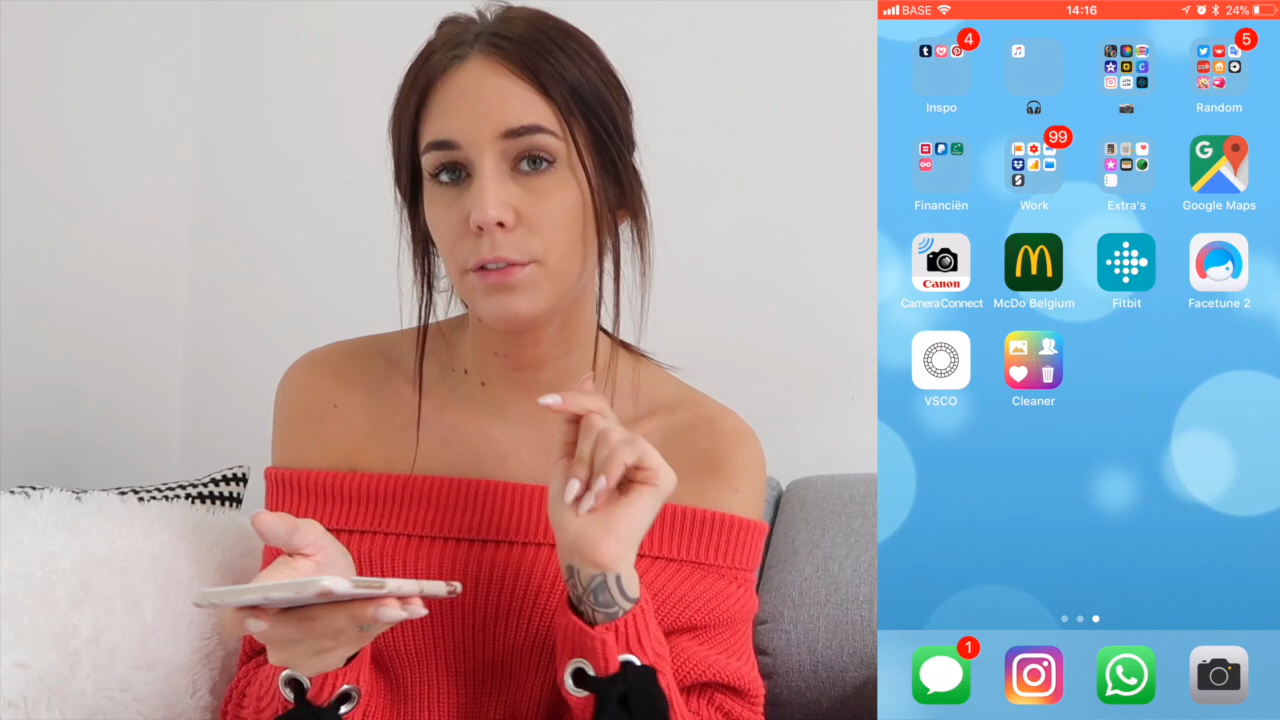 BASE 14:16 24%
4 5
Inspo Random
99
Financiën Work Extra's Google Maps
Canon
CameraConnect McDo Belgium Fitbit Facetune 2
VSCO Cleaner
1